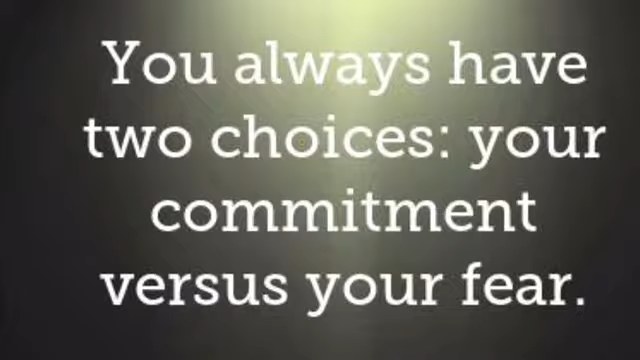 You always have
two choices: your
commitment
versus your fear.